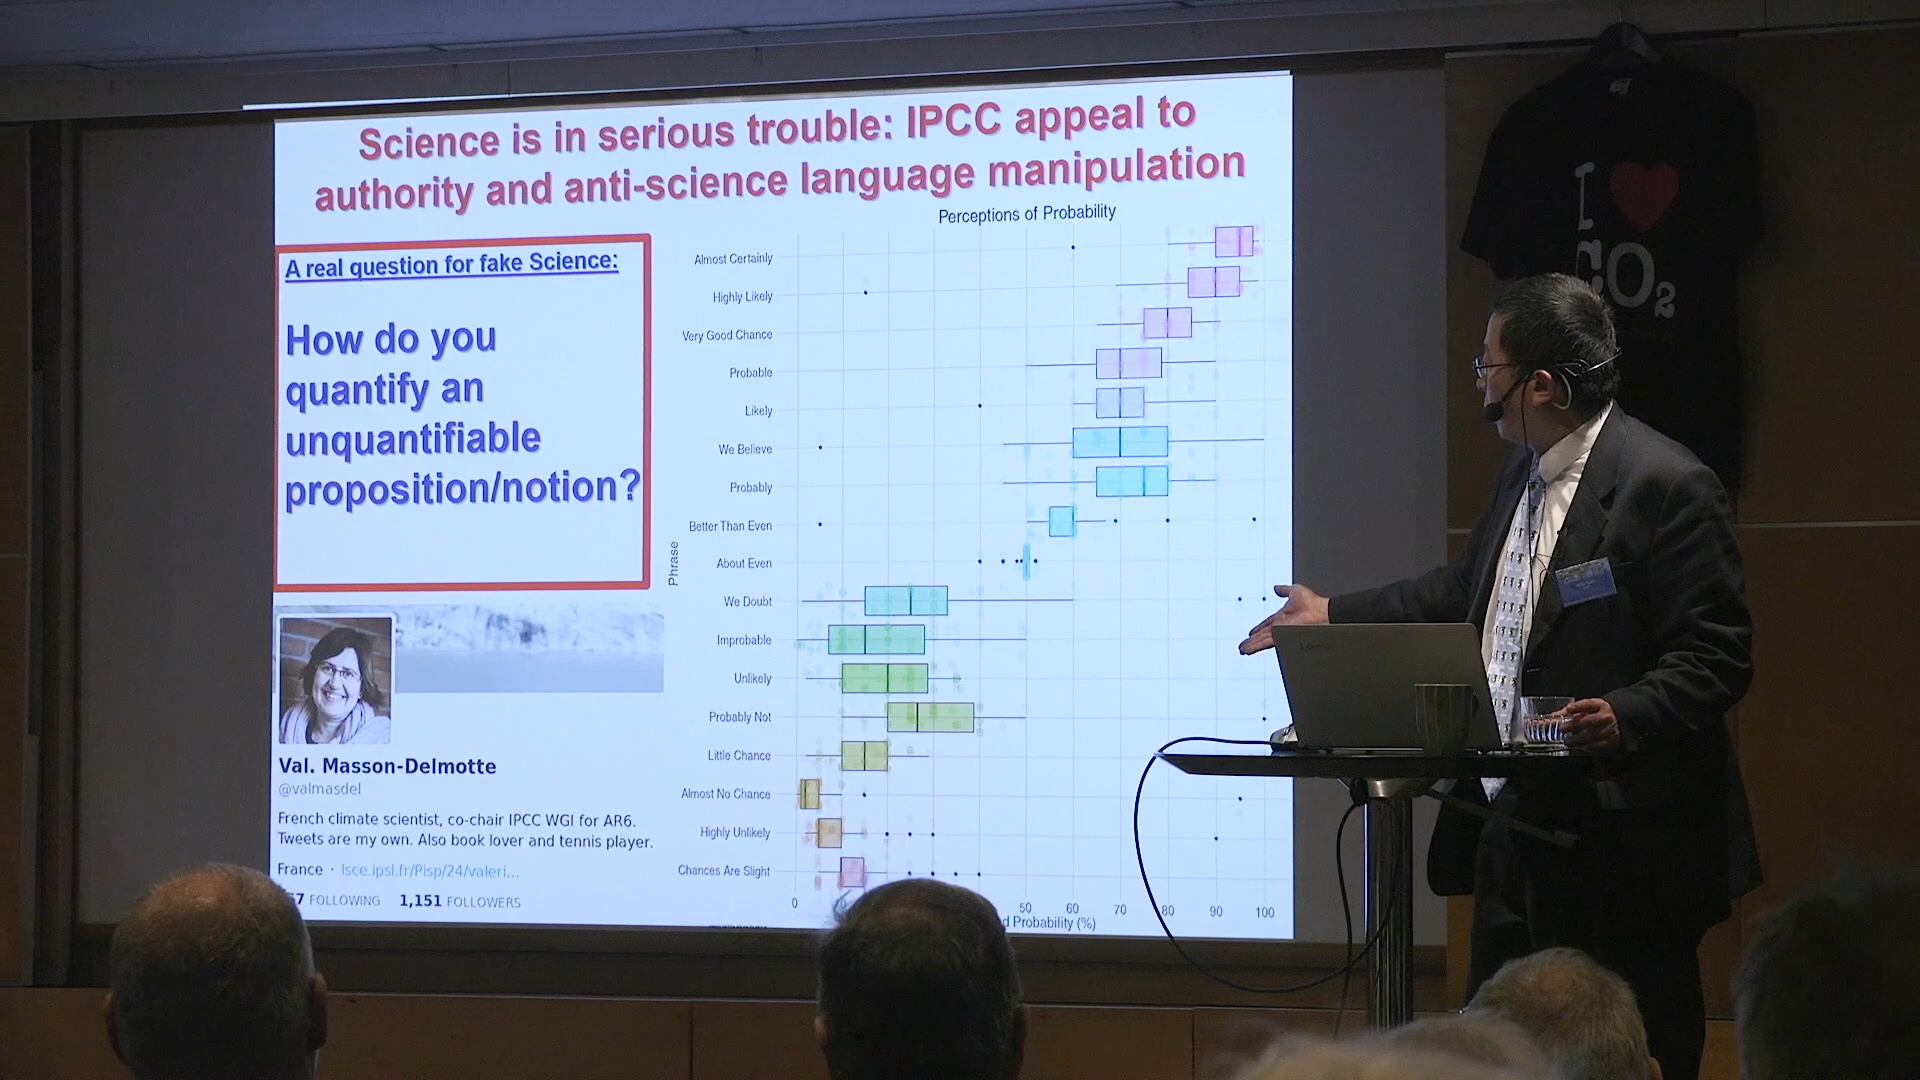 Science is in serious trouble: IPCC appeal to
authority and anti-science language manipulation
A real question for fake Science:
How do you
quantify an
unquantifiable
proposition/notion?
Val. Masson-Delmotte
@valmasdel
French climate scientist, co-chair IPCC WGI for AR6.
Tweets are my own. Also book lover and tennis player.
France · lsce.ipsl.fr/Pisp/24/valeri...
7 FOLLOWING 1,151 FOLLOWERS
Perceptions of Probability
Phrase
Almost Certainly
Highly Likely
Very Good Chance
Probable
Likely
We Believe
Probably
Better Than Even
About Even
We Doubt
Improbable
Unlikely
Probably Not
Little Chance
Almost No Chance
Highly Unlikely
Chances Are Slight
0 50 60 70 80 90 100
Probability (%)
I
CO2